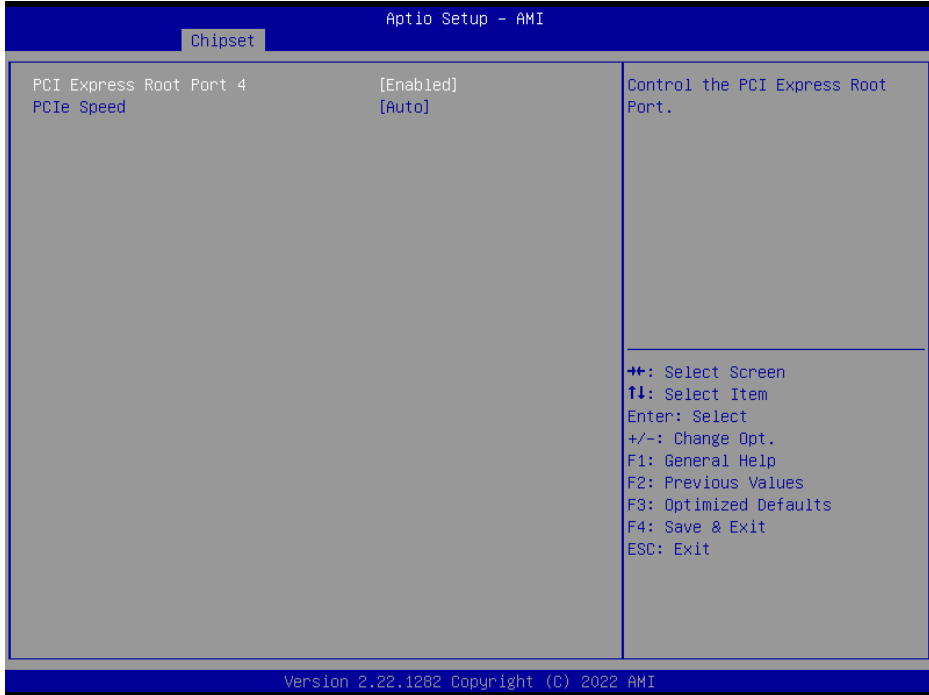 Aptio Setup – AMI
Chipset
PCI Express Root Port 4 [Enabled]
PCIe Speed [Auto]
Control the PCI Express Root
Port.
→←: Select Screen
↑↓: Select Item
Enter: Select
+/-: Change Opt.
F1: General Help
F2: Previous Values
F3: Optimized Defaults
F4: Save & Exit
ESC: Exit
Version 2.22.1282 Copyright (C) 2022 AMI